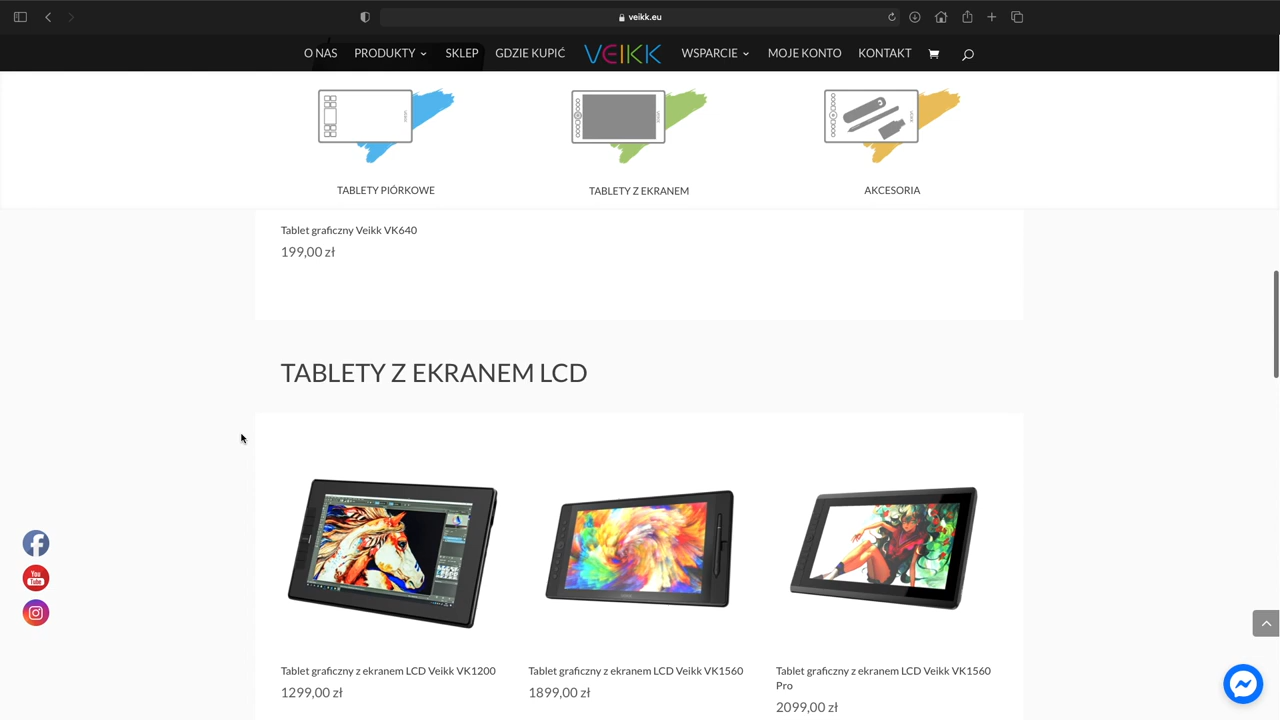 veikk.eu
O NAS PRODUKTY SKLEP GDZIE KUPIĆ VEIKK WSPARCIE MOJE KONTO KONTAKT
TABLETY PIÓRKOWE TABLETY Z EKRANEM AKCESORIA
Tablet graficzny Veikk VK640
199,00 zł
TABLETY Z EKRANEM LCD
Tablet graficzny z ekranem LCD Veikk VK1200
1299,00 zł
Tablet graficzny z ekranem LCD Veikk VK1560
1899,00 zł
Tablet graficzny z ekranem LCD Veikk VK1560
Pro
2099,00 zł
You
Tube